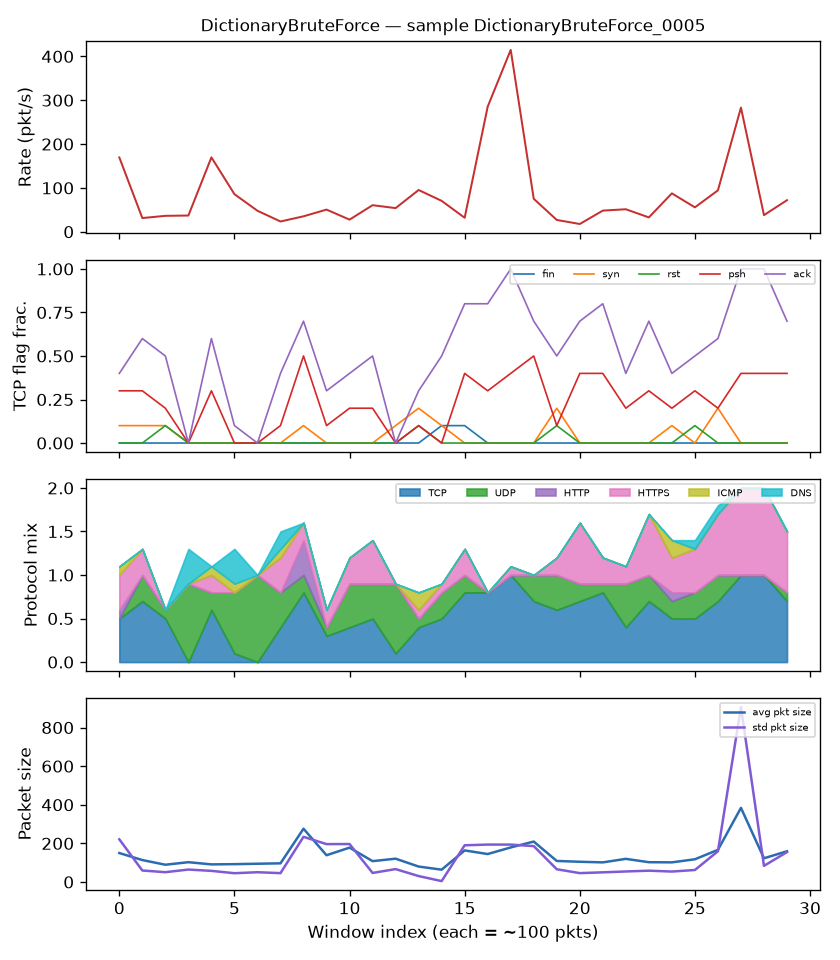 DictionaryBruteForce — sample DictionaryBruteForce_0005
Rate (pkt/s)
400
300
200
100
0
TCP flag frac.
1.00
0.75
0.50
0.25
0.00
fin syn rst psh ack
Protocol mix
2.0
1.5
1.0
0.5
0.0
TCP UDP HTTP HTTPS ICMP DNS
Packet size
800
600
400
200
0
avg pkt size
std pkt size
0 5 10 15 20 25 30
Window index (each = ~100 pkts)